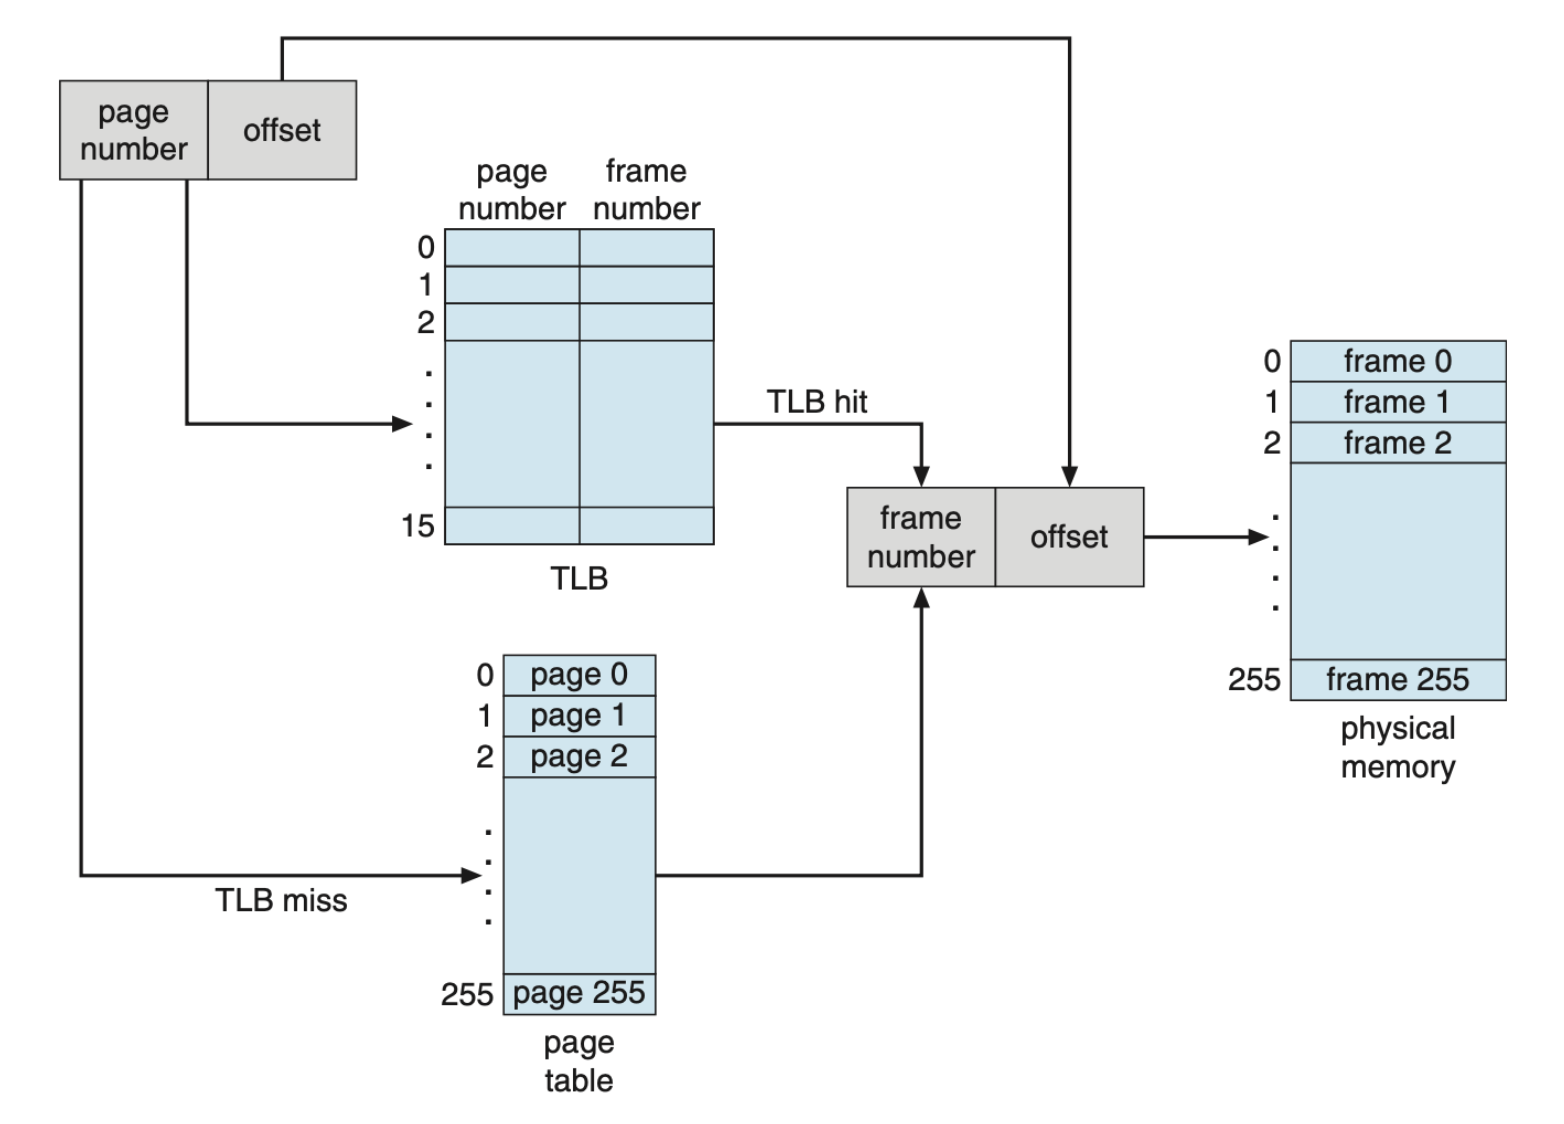 page
number
offset
page
number
frame
number
0
1
2
.
.
.
.
15
TLB
TLB hit
frame
number
offset
0 frame 0
1 frame 1
2 frame 2
.
.
.
.
255 frame 255
physical
memory
TLB miss
0 page 0
1 page 1
2 page 2
.
.
.
.
255 page 255
page
table